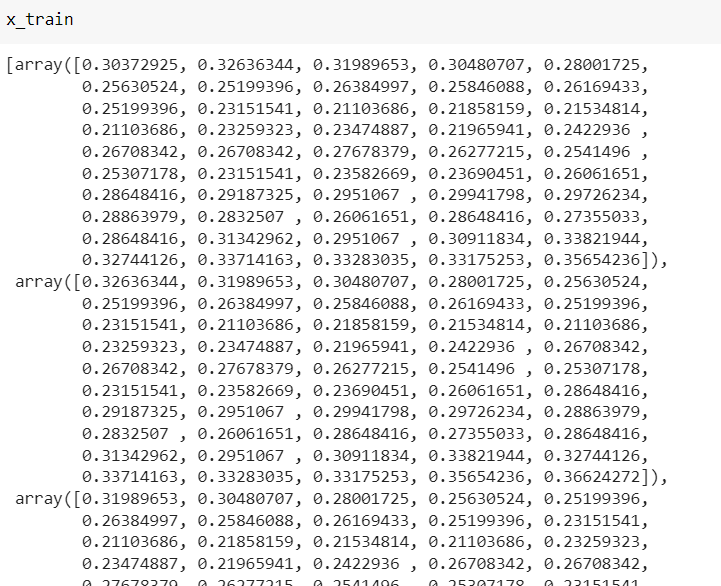 x_train
[array([0.30372925, 0.32636344, 0.31989653, 0.30480707, 0.28001725,
0.25630524, 0.25199396, 0.26384997, 0.25846088, 0.26169433,
0.25199396, 0.23151541, 0.21103686, 0.21858159, 0.21534814,
0.21103686, 0.23259323, 0.23474887, 0.21965941, 0.2422936 ,
0.26708342, 0.26708342, 0.27678379, 0.26277215, 0.2541496 ,
0.25307178, 0.23151541, 0.23582669, 0.23690451, 0.26061651,
0.28648416, 0.29187325, 0.2951067 , 0.29941798, 0.29726234,
0.28863979, 0.2832507 , 0.26061651, 0.28648416, 0.27355033,
0.28648416, 0.31342962, 0.2951067 , 0.30911834, 0.33821944,
0.32744126, 0.33714163, 0.33283035, 0.33175253, 0.35654236]),
array([0.32636344, 0.31989653, 0.30480707, 0.28001725, 0.25630524,
0.25199396, 0.26384997, 0.25846088, 0.26169433, 0.25199396,
0.23151541, 0.21103686, 0.21858159, 0.21534814, 0.21103686,
0.23259323, 0.23474887, 0.21965941, 0.2422936 , 0.26708342,
0.26708342, 0.27678379, 0.26277215, 0.2541496 , 0.25307178,
0.23151541, 0.23582669, 0.23690451, 0.26061651, 0.28648416,
0.29187325, 0.2951067 , 0.29941798, 0.29726234, 0.28863979,
0.2832507 , 0.26061651, 0.28648416, 0.27355033, 0.28648416,
0.31342962, 0.2951067 , 0.30911834, 0.33821944, 0.32744126,
0.33714163, 0.33283035, 0.33175253, 0.35654236, 0.36624272]),
array([0.31989653, 0.30480707, 0.28001725, 0.25630524, 0.25199396,
0.26384997, 0.25846088, 0.26169433, 0.25199396, 0.23151541,
0.21103686, 0.21858159, 0.21534814, 0.21103686, 0.23259323,
0.23474887, 0.21965941, 0.2422936 , 0.26708342, 0.26708342,
0.27678379, 0.26277215, 0.2541496 , 0.25307178, 0.23151541,